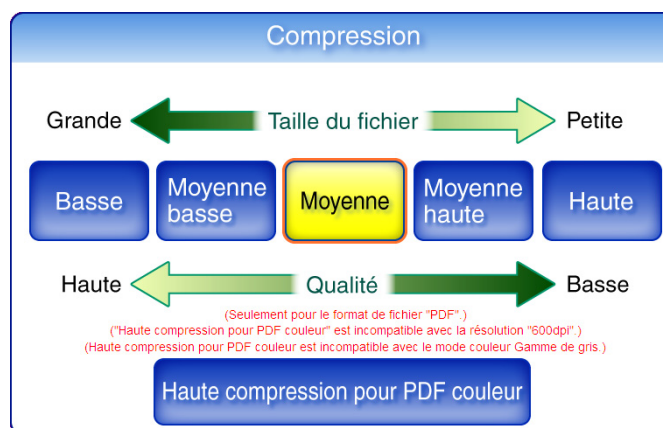 Compression
Grande Taille du fichier Petite
Basse Moyenne basse Moyenne Moyenne haute Haute
Haute Qualité Basse
(Seulement pour le format de fichier "PDF".)
("Haute compression pour PDF couleur" est incompatible avec la résolution "600dpi".)
(Haute compression pour PDF couleur est incompatible avec le mode couleur Gamme de gris.)
Haute compression pour PDF couleur